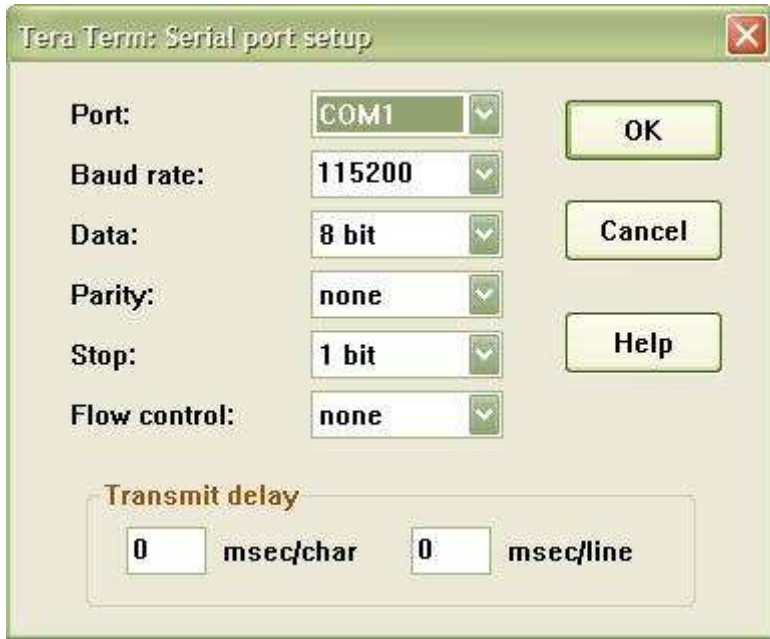 Tera Term: Serial port setup
Port: COM1
OK
Baud rate: 115200
Data: 8 bit
Cancel
Parity: none
Stop: 1 bit
Help
Flow control: none
Transmit delay
0 msec/char 0 msec/line